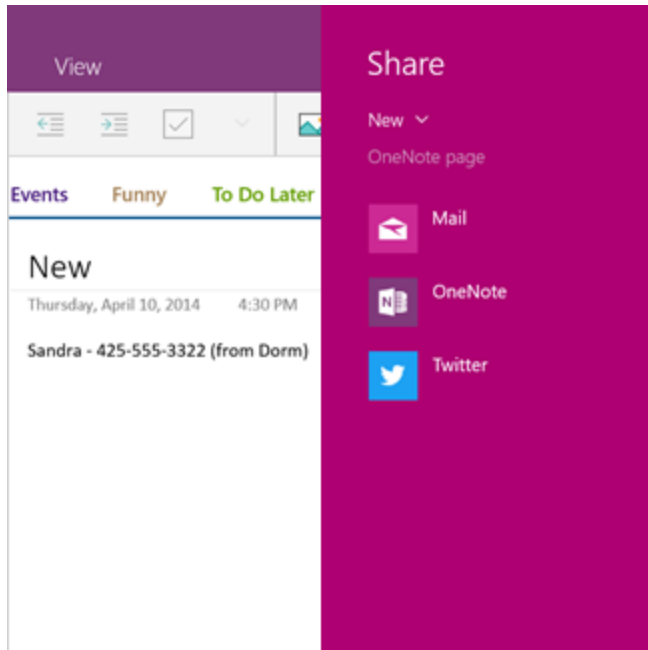 View
Events Funny To Do Later
New
Thursday, April 10, 2014 4:30 PM
Sandra - 425-555-3322 (from Dorm)
Share
New
OneNote page
Mail
N
OneNote
Twitter